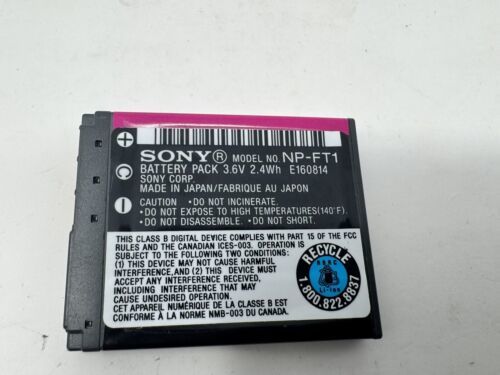 SONY® MODEL NO. NP-FT1
BATTERY PACK 3.6V 2.4Wh E160814
SONY CORP.
MADE IN JAPAN/FABRIQUÉ AU JAPON
CAUTION •DO NOT INCINERATE.
•DO NOT EXPOSE TO HIGH TEMPERATURES(140°F).
•DO NOT DISASSEMBLE. •DO NOT SHORT.
THIS CLASS B DIGITAL DEVICE COMPLIES WITH PART 15 OF THE FCC
RULES AND THE CANADIAN ICES-003. OPERATION IS
SUBJECT TO THE FOLLOWING TWO CONDITIONS:
(1) THIS DEVICE MAY NOT CAUSE HARMFUL
INTERFERENCE,AND (2) THIS DEVICE MUST
ACCEPT ANY INTERFERENCE
RECEIVED, INCLUDING INTERFERENCE THAT
MAY CAUSE UNDESIRED OPERATION.
CET APPAREIL NUMÉRIQUE DE LA CLASSE B EST
CONFORME À LA NORME NMB-003 DU CANADA.
RECYCLE
RBRC
Li-ion
1.800.822.8837